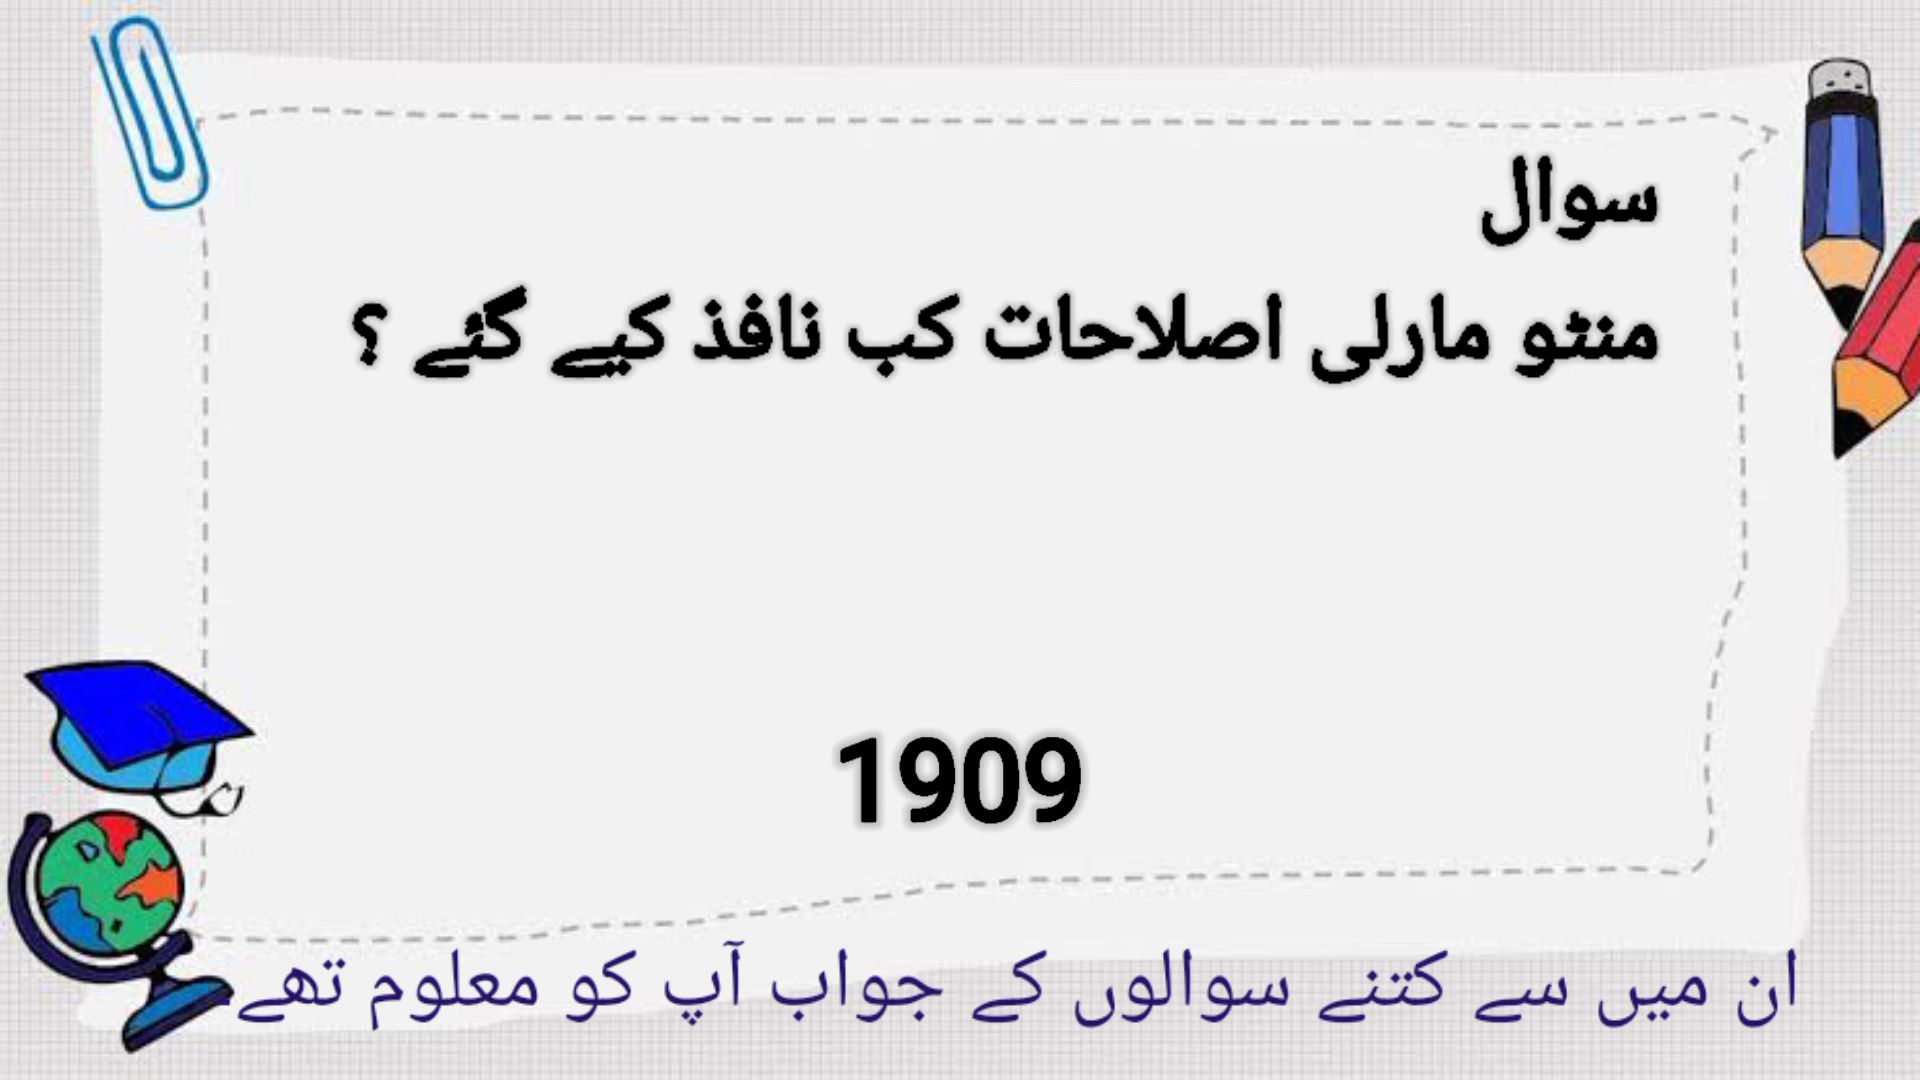 سوال
منٹو مارلی اصلاحات کب نافذ کیے گئے ؟
1909
ان میں سے کتنے سوالوں کے جواب آپ کو معلوم تھے۔